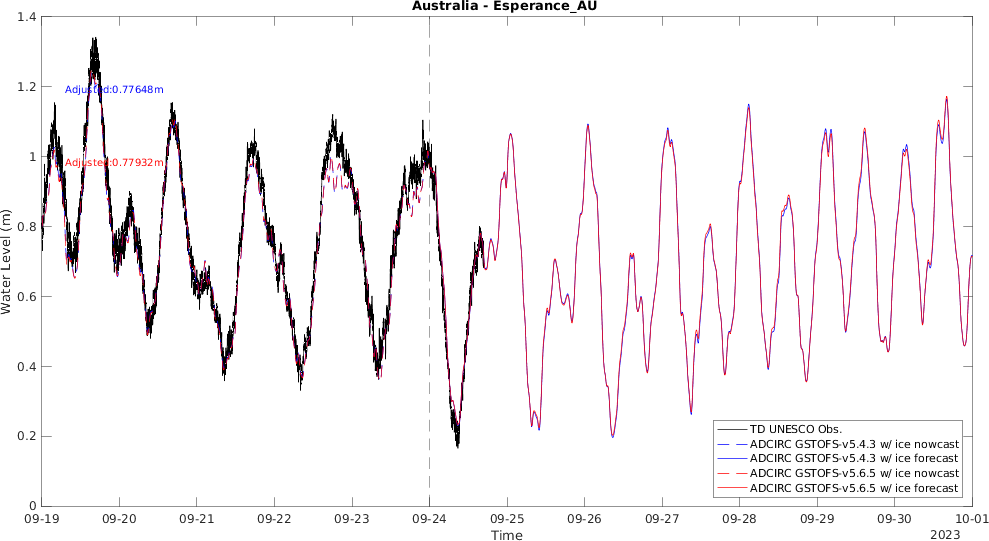 Australia - Esperance_AU
1.4
1.2
1
0.8
0.6
0.4
0.2
0
Water Level (m)
Adjusted:0.77648m
Adjusted:0.77932m
TD UNESCO Obs.
ADCIRC GSTOFS-v5.4.3 w/ ice nowcast
ADCIRC GSTOFS-v5.4.3 w/ ice forecast
ADCIRC GSTOFS-v5.6.5 w/ ice nowcast
ADCIRC GSTOFS-v5.6.5 w/ ice forecast
09-19 09-20 09-21 09-22 09-23 09-24 09-25 09-26 09-27 09-28 09-29 09-30 10-01
Time
2023